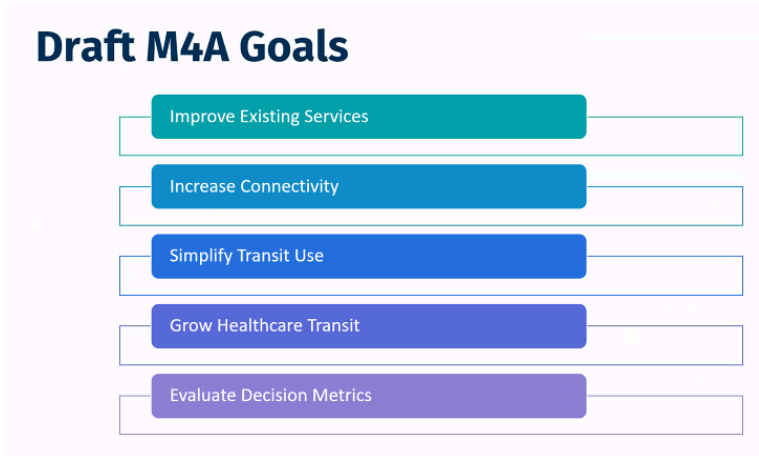 Draft M4A Goals
Improve Existing Services
Increase Connectivity
Simplify Transit Use
Grow Healthcare Transit
Evaluate Decision Metrics